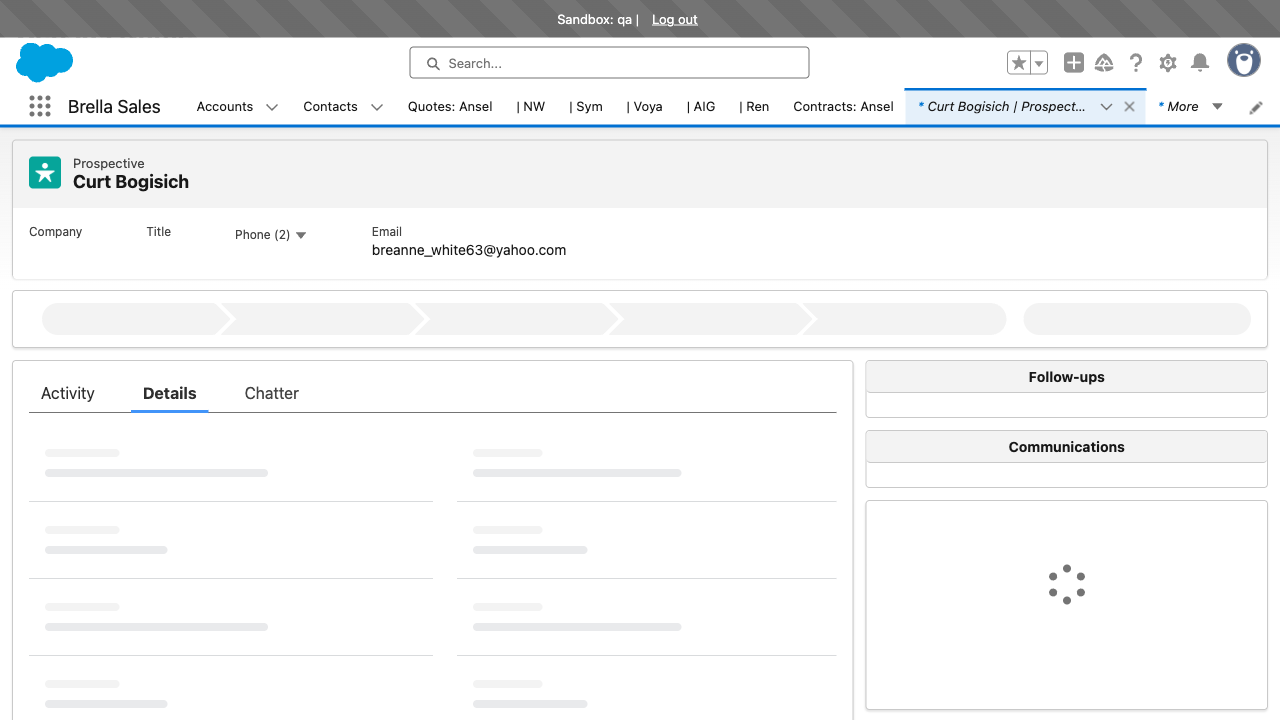 Sandbox: qa | Log out
Search...
Brella Sales
Accounts
Contacts
Quotes: Ansel
| NW
| Sym
| Voya
| AIG
| Ren
Contracts: Ansel
* Curt Bogisich | Prospect...
* More
Prospective
Curt Bogisich
Company
Title
Phone (2)
Email
breanne_white63@yahoo.com
Activity
Details
Chatter
Follow-ups
Communications